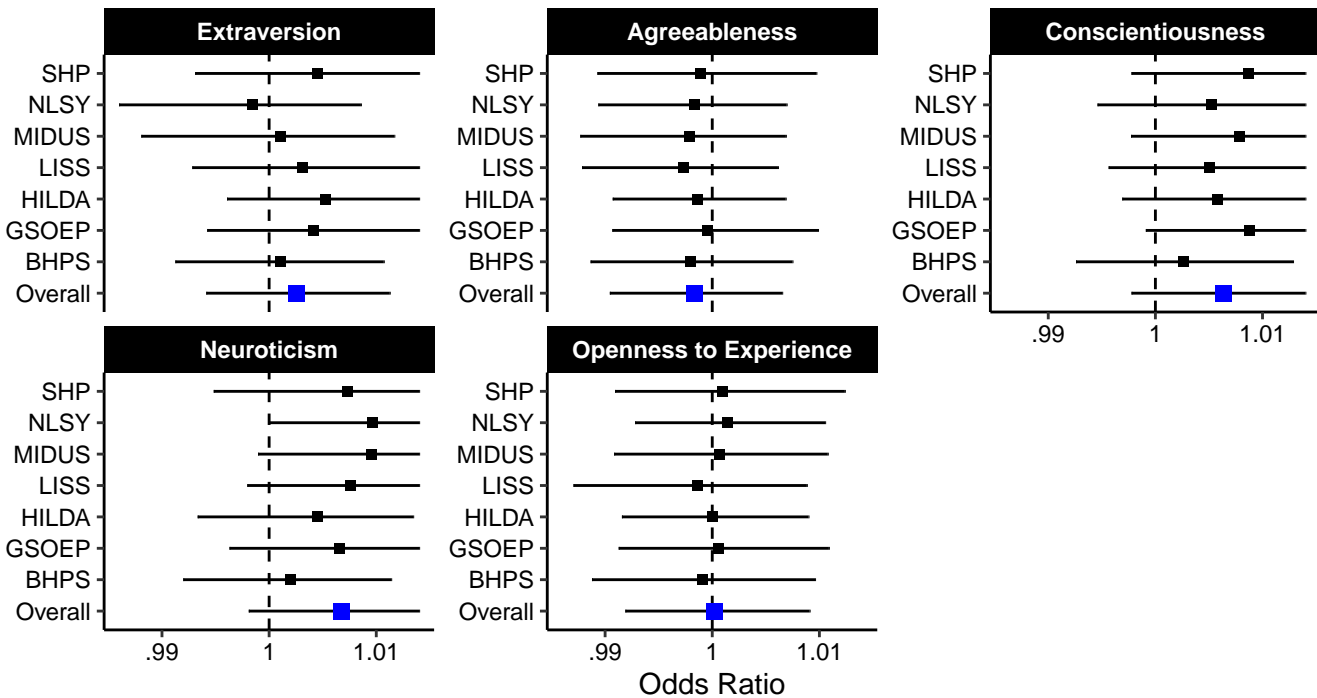 Extraversion
SHP
NLSY
MIDUS
LISS
HILDA
GSOEP
BHPS
Overall
Agreeableness
SHP
NLSY
MIDUS
LISS
HILDA
GSOEP
BHPS
Overall
Conscientiousness
SHP
NLSY
MIDUS
LISS
HILDA
GSOEP
BHPS
Overall
.99 1 1.01
Neuroticism
SHP
NLSY
MIDUS
LISS
HILDA
GSOEP
BHPS
Overall
.99 1 1.01
Openness to Experience
SHP
NLSY
MIDUS
LISS
HILDA
GSOEP
BHPS
Overall
.99 1 1.01
Odds Ratio